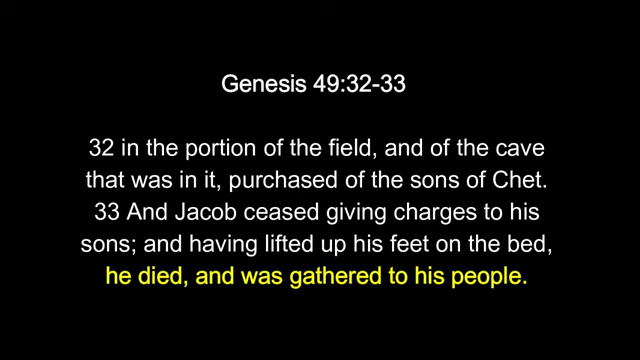 Genesis 49:32-33
32 in the portion of the field, and of the cave
that was in it, purchased of the sons of Chet.
33 And Jacob ceased giving charges to his
sons; and having lifted up his feet on the bed,
he died, and was gathered to his people.